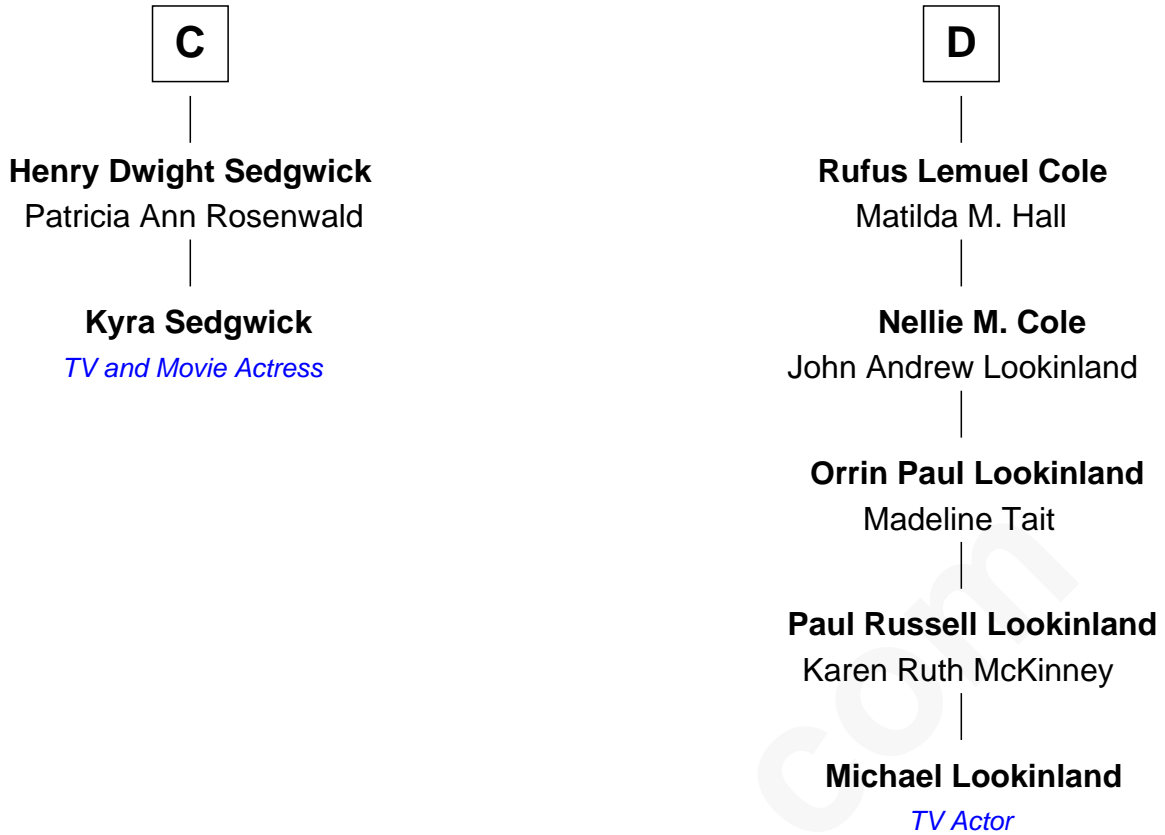 C
Henry Dwight Sedgwick
Patricia Ann Rosenwald
Kyra Sedgwick
TV and Movie Actress
D
Rufus Lemuel Cole
Matilda M. Hall
Nellie M. Cole
John Andrew Lookinland
Orrin Paul Lookinland
Madeline Tait
Paul Russell Lookinland
Karen Ruth McKinney
Michael Lookinland
TV Actor
com